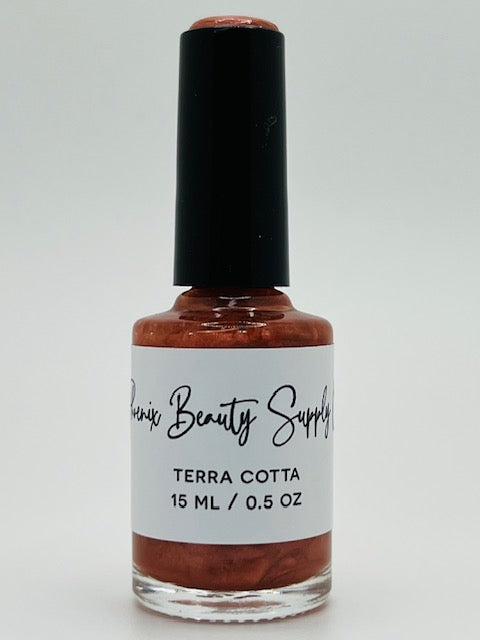 Beauty Supply
TERRA COTTA
15 ML / 0.5 OZ